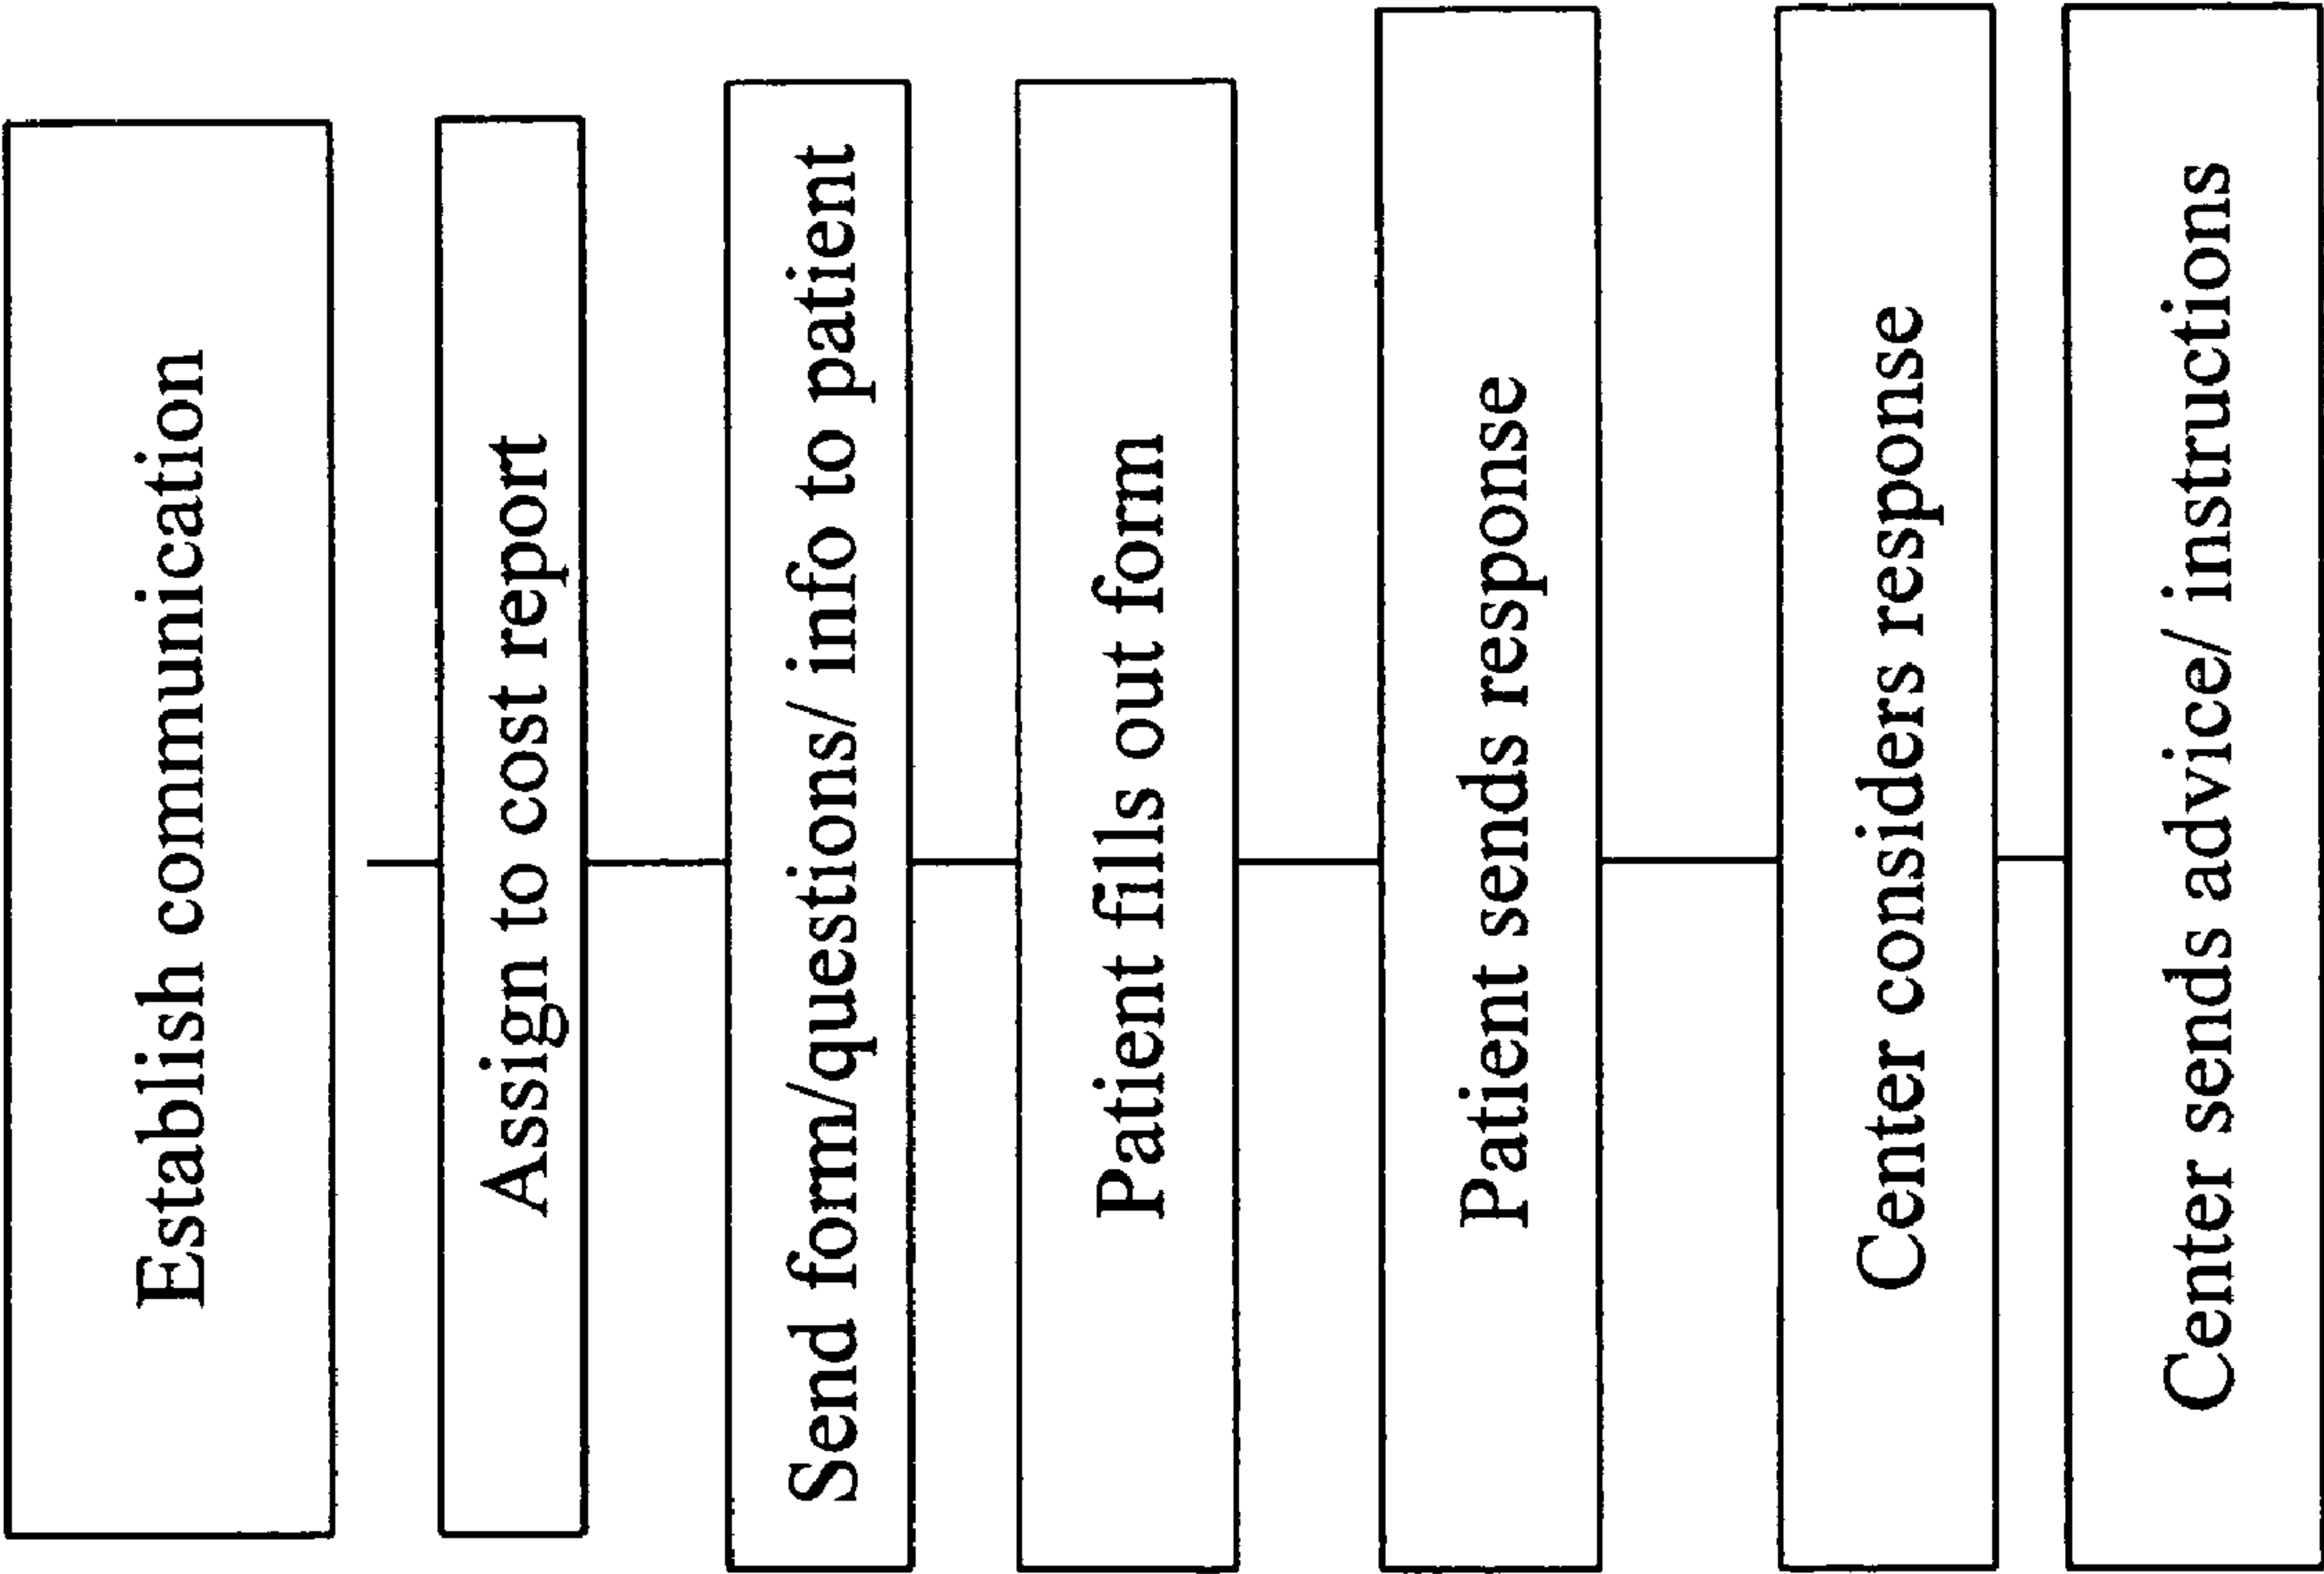 Establish communication
Assign to cost report
Send form/questions/ info to patient
Patient fills out form
Patient sends response
Center considers response
Center sends advice/ instructions